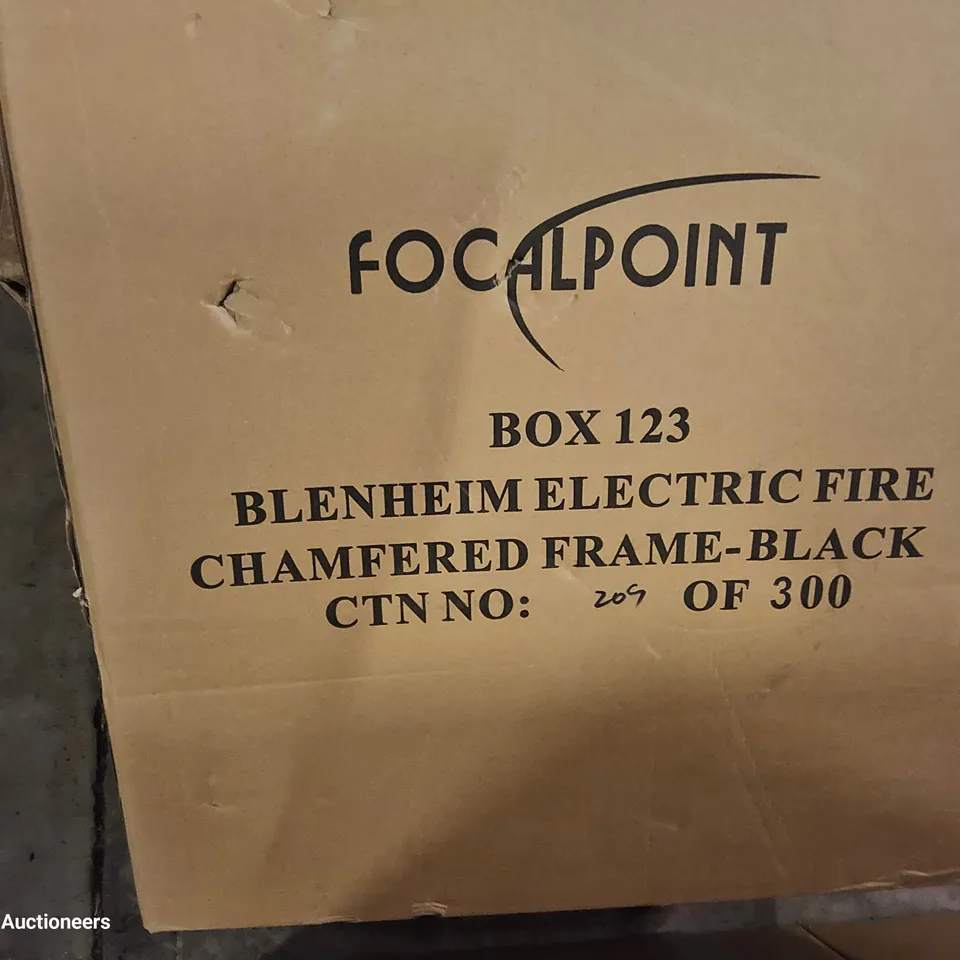 FOCALPOINT
BOX 123
BLENHEIM ELECTRIC FIRE
CHAMFERED FRAME-BLACK
CTN NO: 209 OF 300
Auctioneers